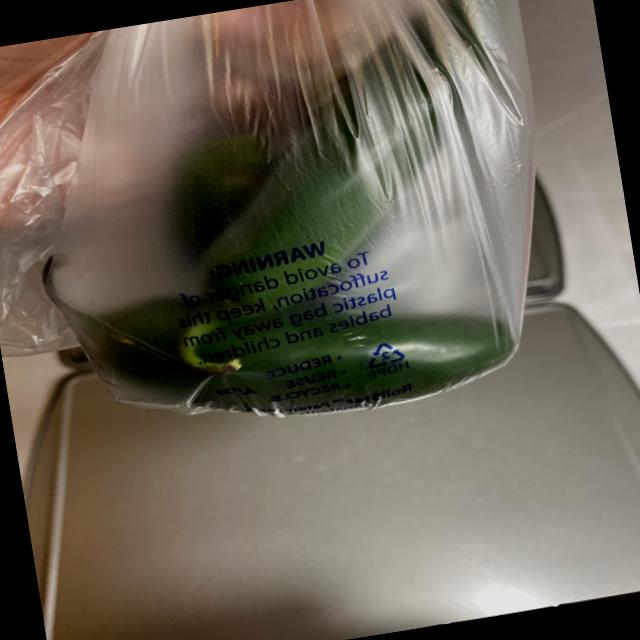 WARNING!
To avoid danger of
suffocation keep this
plastic bag away from
babies and children
• REDUCE
• REUSE
• RECYCLE
HDPE